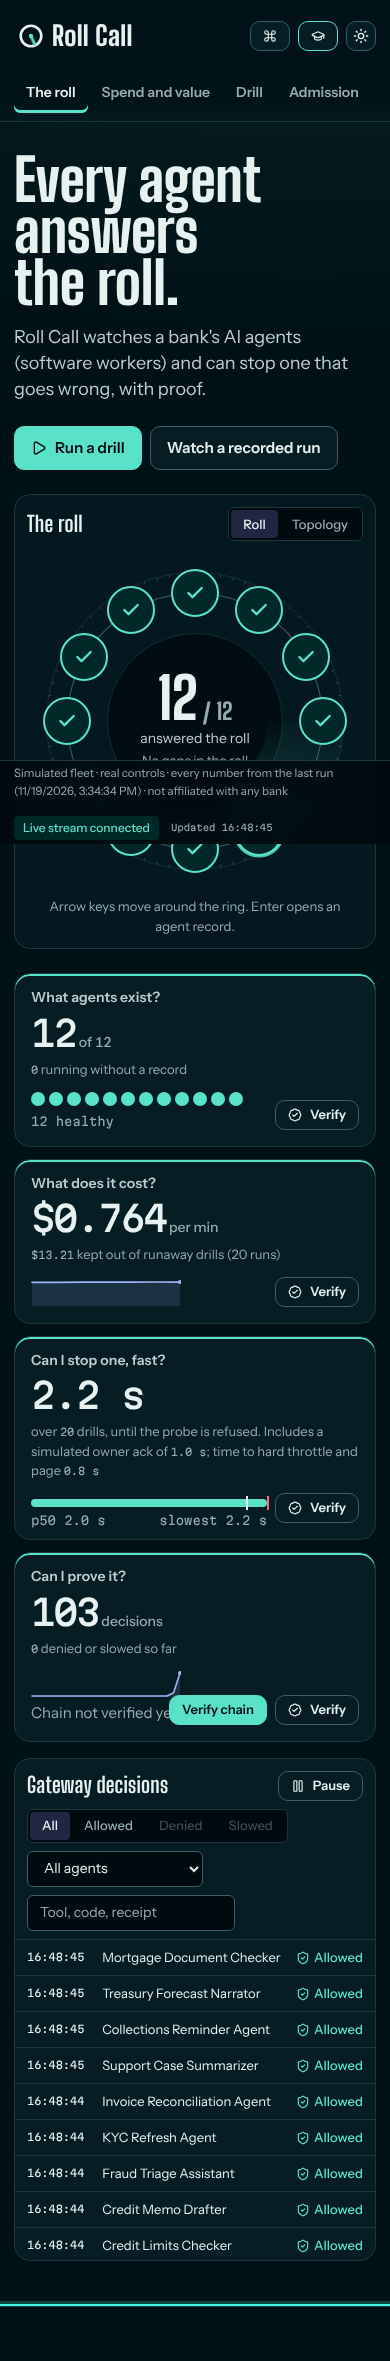 Roll Call
The roll
Spend and value
Drill
Admission
Every agent
answers
the roll.
Roll Call watches a bank's AI agents
(software workers) and can stop one that
goes wrong, with proof.
Run a drill
Watch a recorded run
The roll
Roll
Topology
12 / 12
answered the roll
No gaps in the roll
Simulated fleet · real controls · every number from the last run
(11/19/2026, 3:34:34 PM) · not affiliated with any bank
Live stream connected
Updated 16:48:45
Arrow keys move around the ring. Enter opens an
agent record.
What agents exist?
12 of 12
0 running without a record
12 healthy
Verify
What does it cost?
$0.764 per min
$13.21 kept out of runaway drills (20 runs)
Verify
Can I stop one, fast?
2.2 s
over 20 drills, until the probe is refused. Includes a
simulated owner ack of 1.0 s; time to hard throttle and
page 0.8 s
p50 2.0 s
slowest 2.2 s
Verify
Can I prove it?
103 decisions
0 denied or slowed so far
Chain not verified ye
Verify chain
Verify
Gateway decisions
Pause
All
Allowed
Denied
Slowed
All agents
Tool, code, receipt
16:48:45 Mortgage Document Checker Allowed
16:48:45 Treasury Forecast Narrator Allowed
16:48:45 Collections Reminder Agent Allowed
16:48:45 Support Case Summarizer Allowed
16:48:44 Invoice Reconciliation Agent Allowed
16:48:44 KYC Refresh Agent Allowed
16:48:44 Fraud Triage Assistant Allowed
16:48:44 Credit Memo Drafter Allowed
16:48:44 Credit Limits Checker Allowed